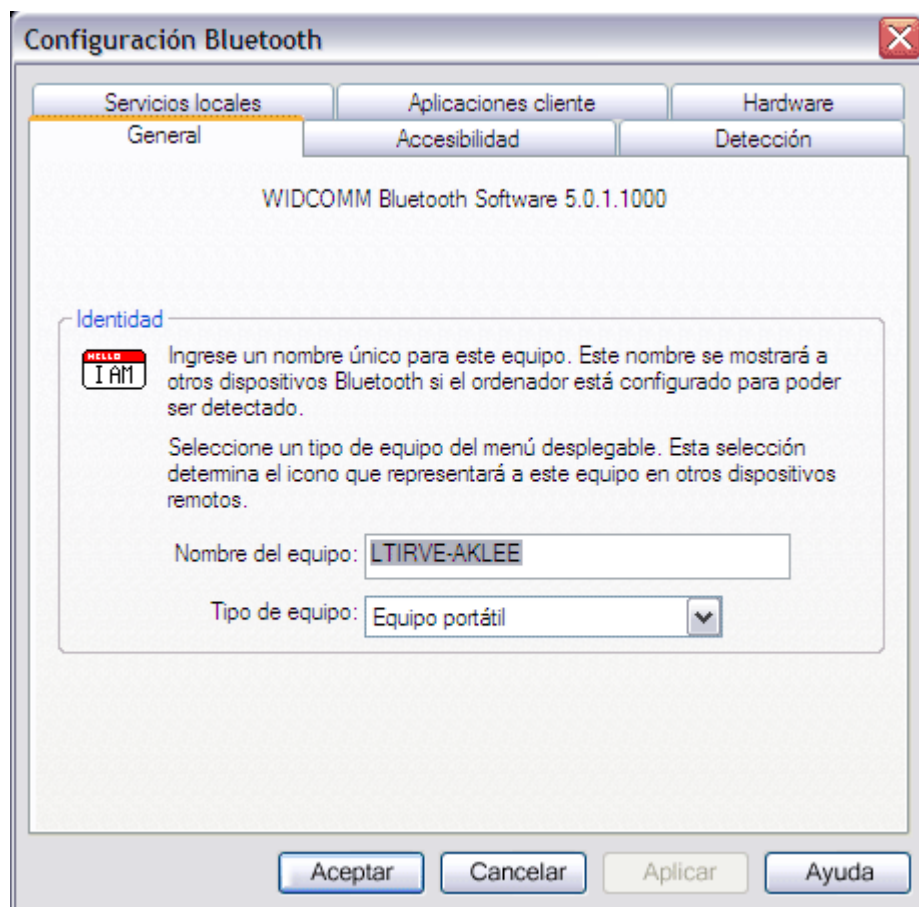 Configuración Bluetooth
Servicios locales
Aplicaciones cliente
Hardware
General
Accesibilidad
Detección
WIDCOMM Bluetooth Software 5.0.1.1000
Identidad
HELLO
I AM
Ingrese un nombre único para este equipo. Este nombre se mostrará a
otros dispositivos Bluetooth si el ordenador está configurado para poder
ser detectado.
Seleccione un tipo de equipo del menú desplegable. Esta selección
determina el icono que representará a este equipo en otros dispositivos
remotos.
Nombre del equipo: LTIRVE-AKLEE
Tipo de equipo: Equipo portátil
Aceptar
Cancelar
Aplicar
Ayuda